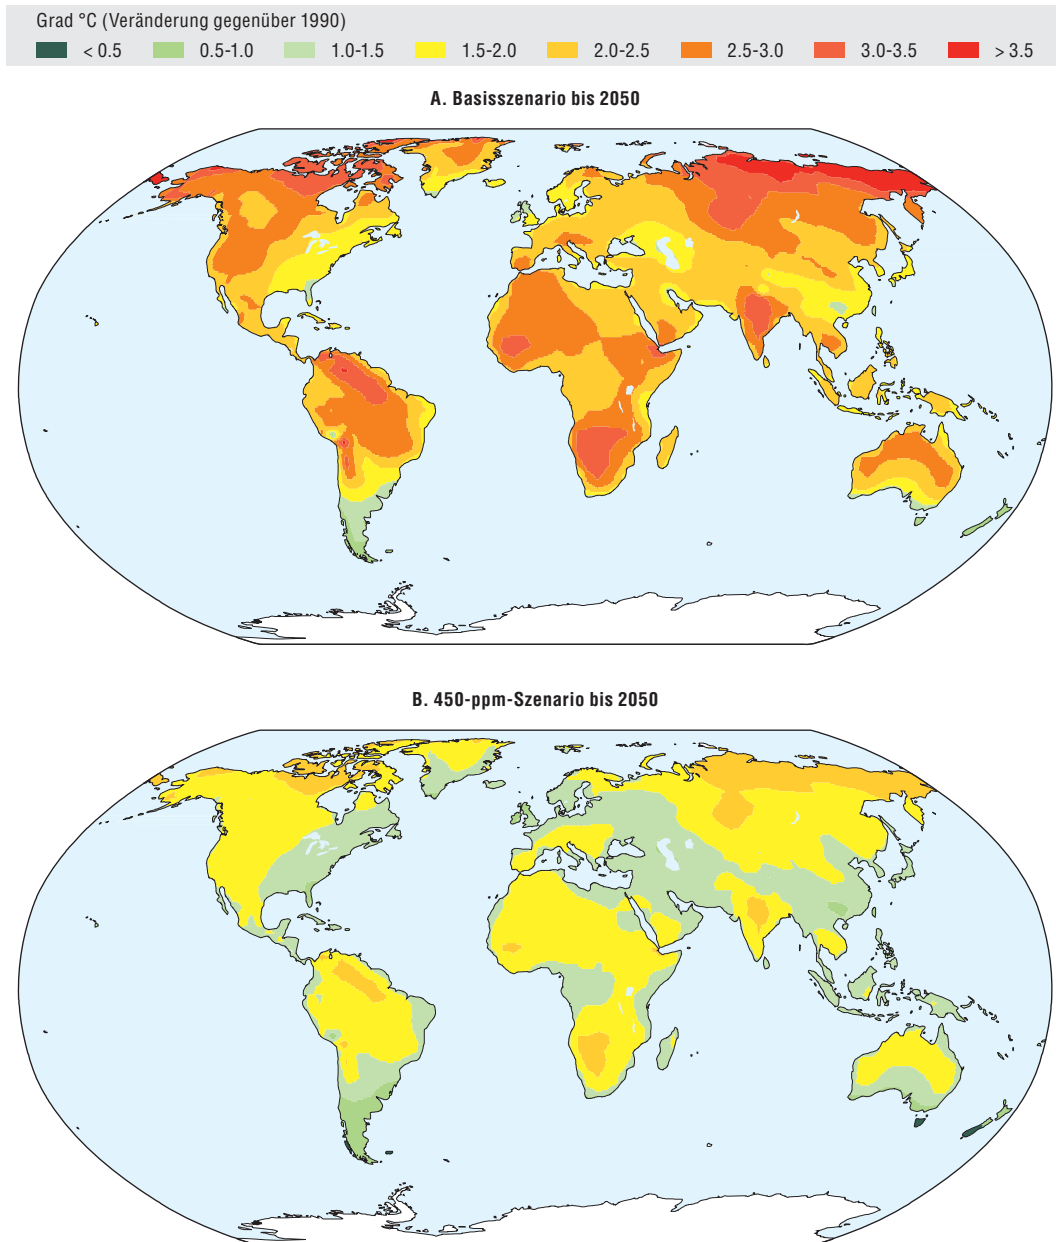 Grad °C (Veränderung gegenüber 1990)
< 0.5 0.5-1.0 1.0-1.5 1.5-2.0 2.0-2.5 2.5-3.0 3.0-3.5 > 3.5
A. Basisszenario bis 2050
B. 450-ppm-Szenario bis 2050